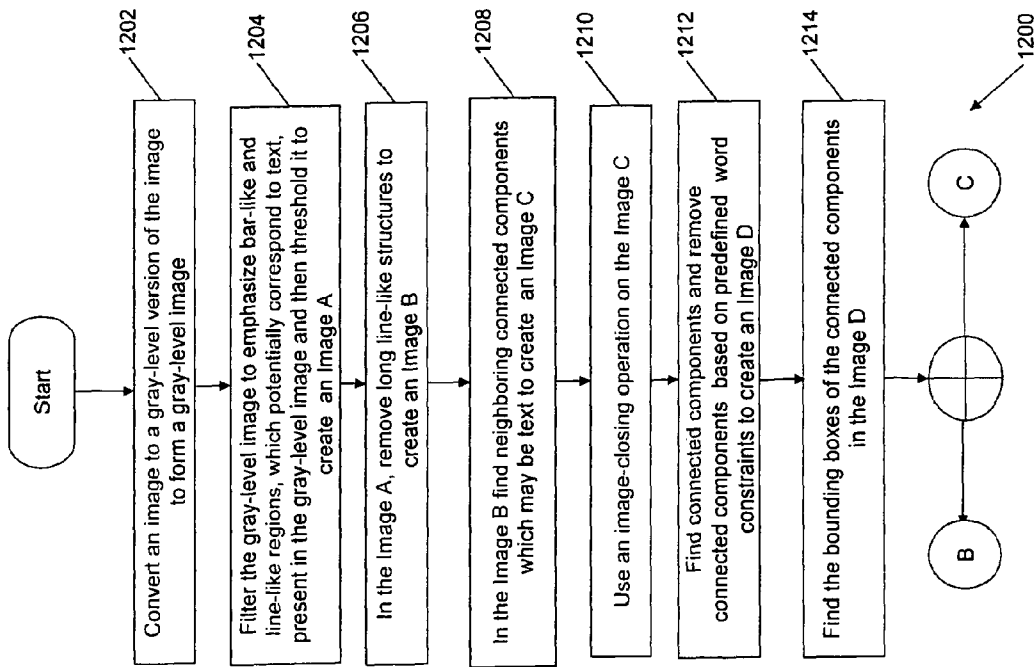 Start
Convert an image to a gray-level version of the image
to form a gray-level image
1202
Filter the gray-level image to emphasize bar-like and
line-like regions, which potentially correspond to text,
present in the gray-level image and then threshold it to
create an Image A
1204
In the Image A, remove long line-like structures to
create an Image B
1206
In the Image B find neighboring connected components
which may be text to create an Image C
1208
Use an image-closing operation on the Image C
1210
Find connected components and remove
connected components based on predefined word
constraints to create an Image D
1212
Find the bounding boxes of the connected components
in the Image D
1214
B
C
1200